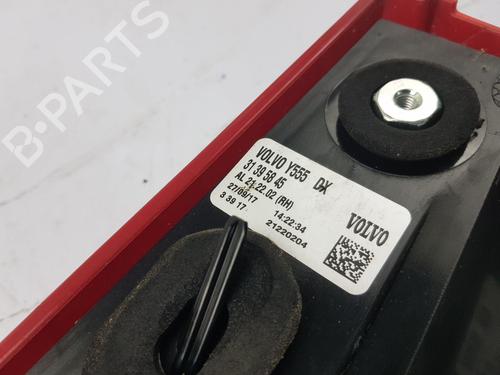 B-PARTS
VOLVO Y555 DX
31 39 58 45
AL 21.22.02 (RH)
27/09/17 14:22:34
3 39 17 21220204
VOLVO